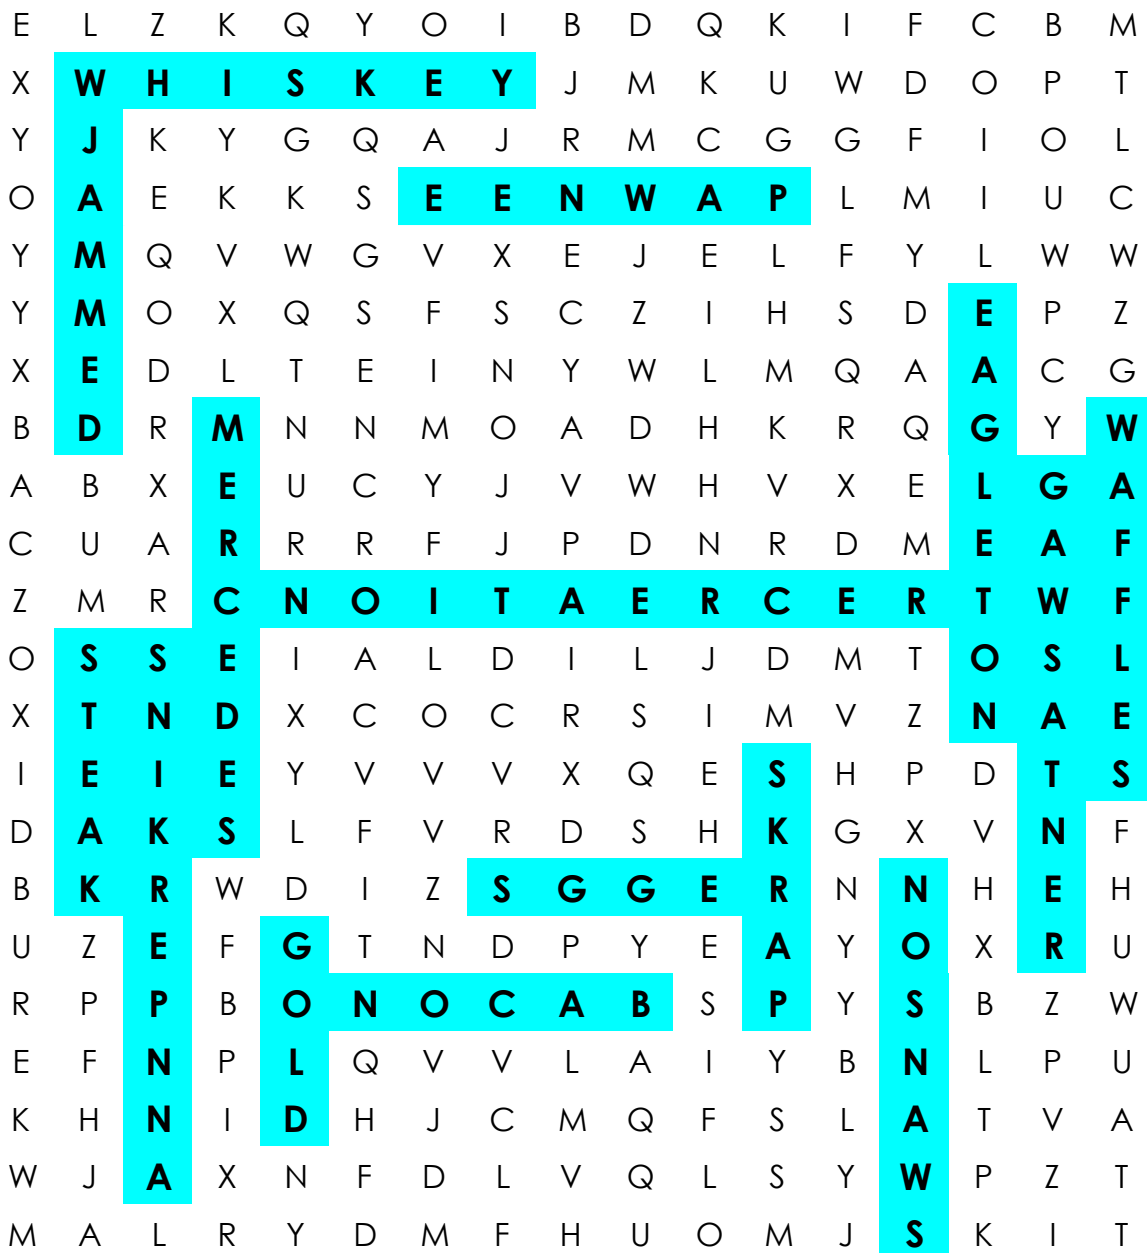 E L Z K Q Y O I B D Q K I F C B M
X W H I S K E Y J M K U W D O P T
Y J K Y G Q A J R M C G G F I O L
O A E K K S E E N W A P L M I U C
Y M Q V W G V X E J E L F Y L W W
Y M O X Q S F S C Z I H S D E P Z
X E D L T E I N Y W L M Q A A C G
B D R M N N M O A D H K R Q G Y W
A B X E U C Y J V W H V X E L G A
C U A R R R F J P D N R D M E A F
Z M R C N O I T A E R C E R T W F
O S S E I A L D I L J D M T O S L
X T N D X C O C R S I M V Z N A E
I E I E Y V V V X Q E S H P D T S
D A K S L F V R D S H K G X V N F
B K R W D I Z S G G E R N N H E H
U Z E F G T N D P Y E A Y O X R U
R P P B O N O C A B S P Y S B Z W
E F N P L Q V V L A I Y B N L P U
K H N I D H J C M Q F S L A T V A
W J A X N F D L V Q L S Y W P Z T
M A L R Y D M F H U O M J S K I T